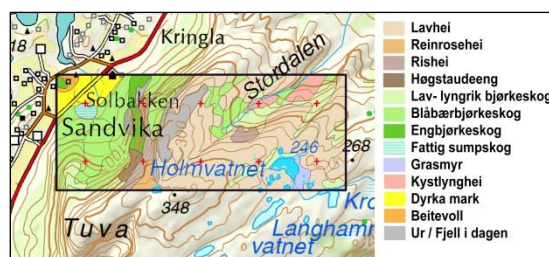 18
Kringla
Stordalen
Solbakken
Sandvika
Holmvatnet
246
268
348
Tuva
Langhamn
vatnet
Kro
Lavhei
Reinrosehei
Rishei
Høgstaudeeng
Lav- lyngrik bjørkeskog
Blåbærbjørkeskog
Engbjørkeskog
Fattig sumpskog
Grasmyr
Kystlynghei
Dyrka mark
Beitevoll
Ur / Fjell i dagen